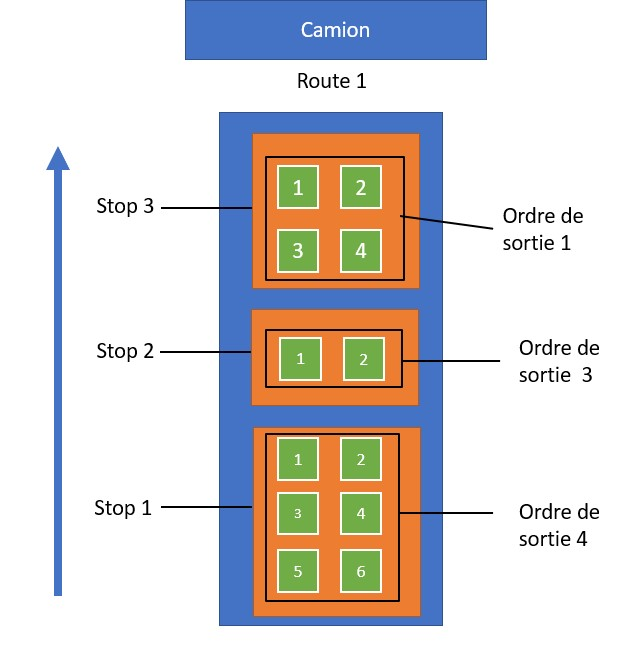 Camion
Route 1
Stop 3
1 2
3 4
Ordre de
sortie 1
Stop 2
1 2
Ordre de
sortie  3
Stop 1
1 2
3 4
5 6
Ordre de
sortie 4